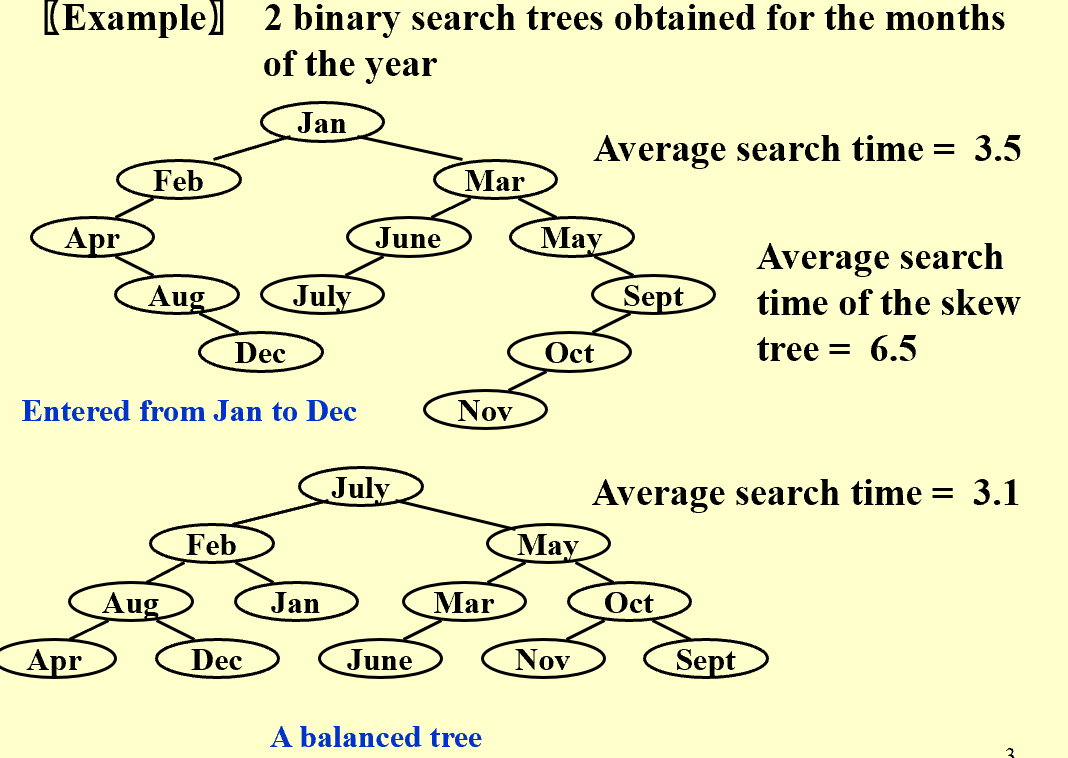 〖Example〗 2 binary search trees obtained for the months
of the year
Jan
Average search time = 3.5
Feb
Mar
Apr
June
May
Average search
time of the skew
tree = 6.5
Aug
July
Sept
Dec
Oct
Entered from Jan to Dec
Nov
July
Average search time = 3.1
Feb
May
Aug
Jan
Mar
Oct
Apr
Dec
June
Nov
Sept
A balanced tree
3